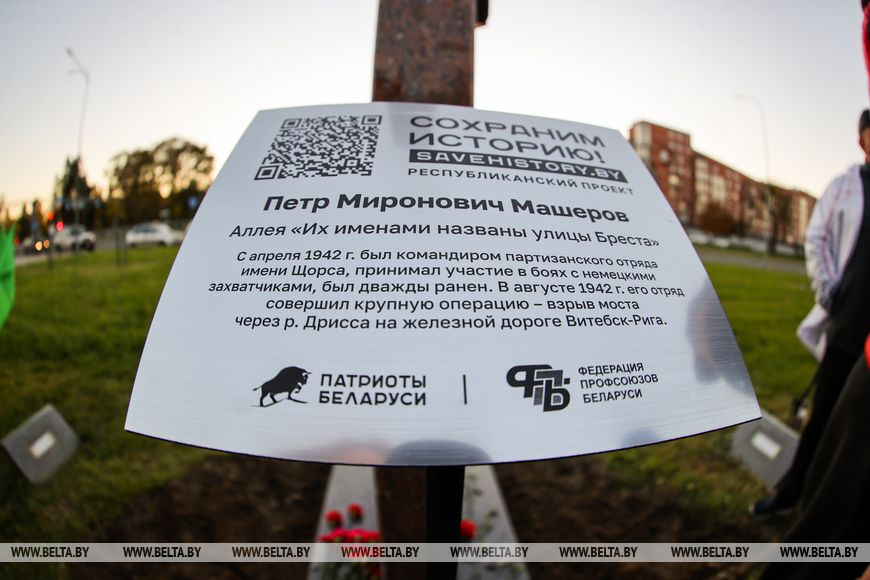 СОХРАНИМ
ИСТОРИЮ!
SAVEHISTORY.BY
РЕСПУБЛИКАНСКИЙ ПРОЕКТ
Петр Миронович Машеров
Аллея «Их именами названы улицы Бреста»
С апреля 1942 г. был командиром партизанского отряда
имени Щорса, принимал участие в боях с немецкими
захватчиками, был дважды ранен. В августе 1942 г. его отряд
совершил крупную операцию – взрыв моста
через р. Дрисса на железной дороге Витебск-Рига.
ПАТРИОТЫ
БЕЛАРУСИ
ФПБ
ФЕДЕРАЦИЯ
ПРОФСОЮЗОВ
БЕЛАРУСИ
WWW.BELTA.BY WWW.BELTA.BY WWW.BELTA.BY WWW.BELTA.BY WWW.BELTA.BY WWW.BELTA.BY WWW.BELTA.BY WWW.BELTA.BY